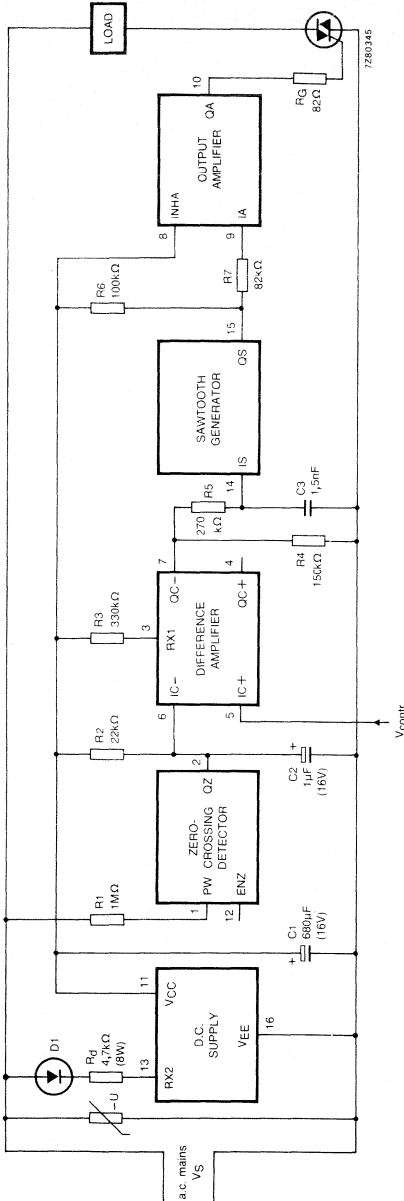 a.c. mains
VS
-U
D1
Rd
4,7kΩ
(8W)
13
RX2
11
VCC
D.C.
SUPPLY
VEE
16
C1
680µF
(16V)
+
R1
1MΩ
1
PW
ENZ
12
ZERO-
CROSSING
DETECTOR
QZ
2
R2
22kΩ
C2
1µF
(16V)
+
6
IC−
5
IC+
Vcontr
R3
330kΩ
3
RX1
DIFFERENCE
AMPLIFIER
7
QC−
4
QC+
R5
270
kΩ
R4
150kΩ
C3
1,5nF
14
IS
SAWTOOTH
GENERATOR
QS
15
R6
100kΩ
R7
82kΩ
8
INHA
9
IA
OUTPUT
AMPLIFIER
QA
10
RG
82Ω
LOAD
7Z80345